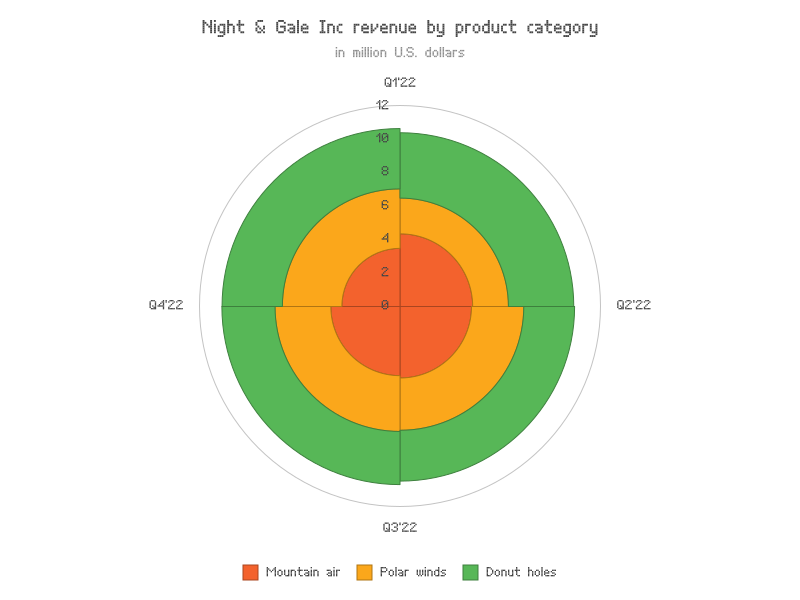 Night & Gale Inc revenue by product category
in million U.S. dollars
Q1'22
12
10
8
6
4
2
0
Q4'22
Q2'22
Q3'22
Mountain air Polar winds Donut holes